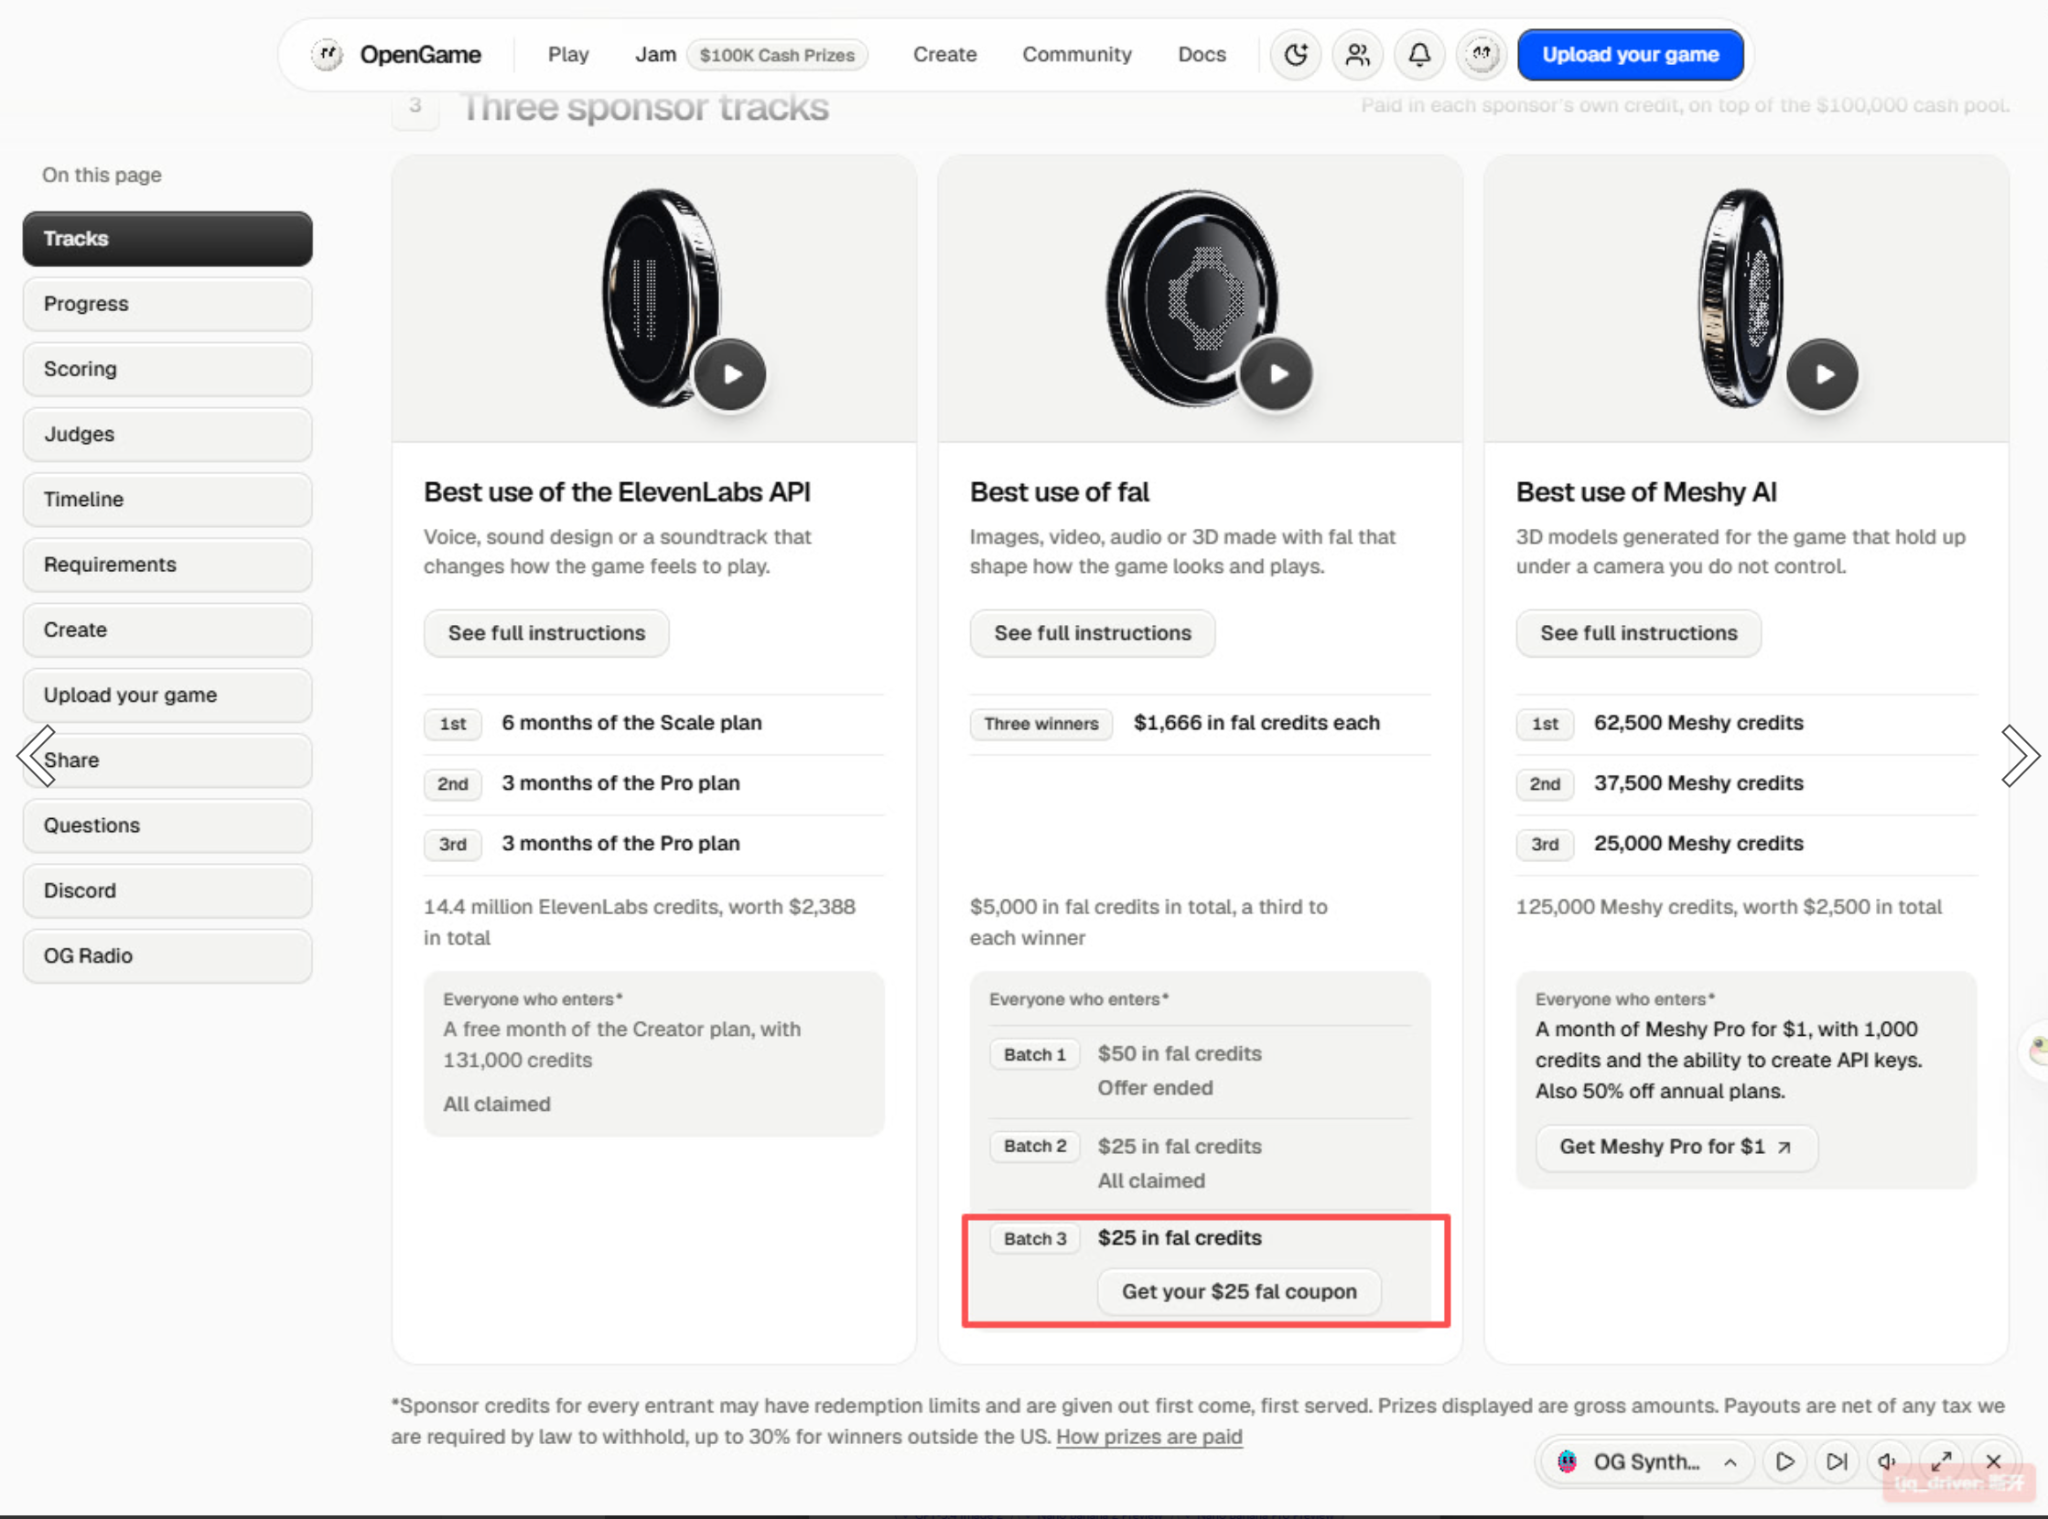 OpenGame
Play
Jam
$100K Cash Prizes
Create
Community
Docs
Upload your game
3
Three sponsor tracks
Paid in each sponsor's own credit, on top of the $100,000 cash pool.
On this page
Tracks
Progress
Scoring
Judges
Timeline
Requirements
Create
Upload your game
Share
Questions
Discord
OG Radio
Best use of the ElevenLabs API
Voice, sound design or a soundtrack that
changes how the game feels to play.
See full instructions
1st 6 months of the Scale plan
2nd 3 months of the Pro plan
3rd 3 months of the Pro plan
14.4 million ElevenLabs credits, worth $2,388
in total
Everyone who enters*
A free month of the Creator plan, with
131,000 credits
All claimed
Best use of fal
Images, video, audio or 3D made with fal that
shape how the game looks and plays.
See full instructions
Three winners $1,666 in fal credits each
$5,000 in fal credits in total, a third to
each winner
Everyone who enters*
Batch 1 $50 in fal credits
Offer ended
Batch 2 $25 in fal credits
All claimed
Batch 3 $25 in fal credits
Get your $25 fal coupon
Best use of Meshy AI
3D models generated for the game that hold up
under a camera you do not control.
See full instructions
1st 62,500 Meshy credits
2nd 37,500 Meshy credits
3rd 25,000 Meshy credits
125,000 Meshy credits, worth $2,500 in total
Everyone who enters*
A month of Meshy Pro for $1, with 1,000
credits and the ability to create API keys.
Also 50% off annual plans.
Get Meshy Pro for $1 ↗
*Sponsor credits for every entrant may have redemption limits and are given out first come, first served. Prizes displayed are gross amounts. Payouts are net of any tax we
are required by law to withhold, up to 30% for winners outside the US. How prizes are paid
OG Synth...